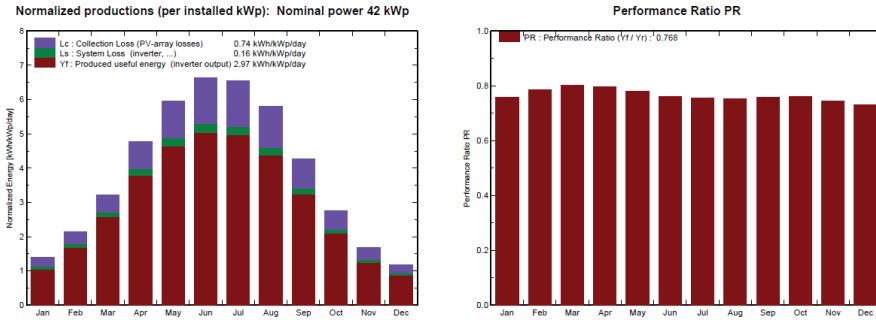 Normalized productions (per installed kWp): Nominal power 42 kWp
8
7
6
5
4
3
2
1
0
Normalized Energy [kWh/kWp/day]
Lc : Collection Loss (PV-array losses) 0.74 kWh/kWp/day
Ls : System Loss (inverter, ...) 0.16 kWh/kWp/day
Yf : Produced useful energy (inverter output) 2.97 kWh/kWp/day
Jan Feb Mar Apr May Jun Jul Aug Sep Oct Nov Dec
Performance Ratio PR
1.0
0.8
0.6
0.4
0.2
0.0
Performance Ratio PR
PR : Performance Ratio (Yf / Yr) : 0.768
Jan Feb Mar Apr May Jun Jul Aug Sep Oct Nov Dec